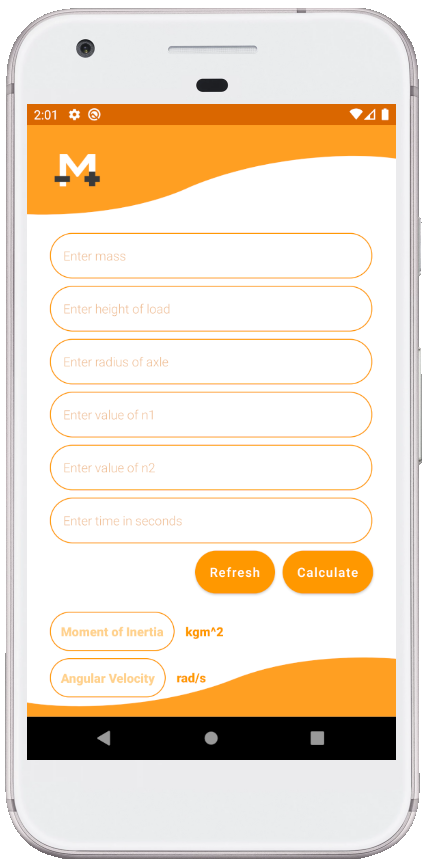 2:01
M
Enter mass
Enter height of load
Enter radius of axle
Enter value of n1
Enter value of n2
Enter time in seconds
Refresh Calculate
Moment of Inertia kgm^2
Angular Velocity rad/s